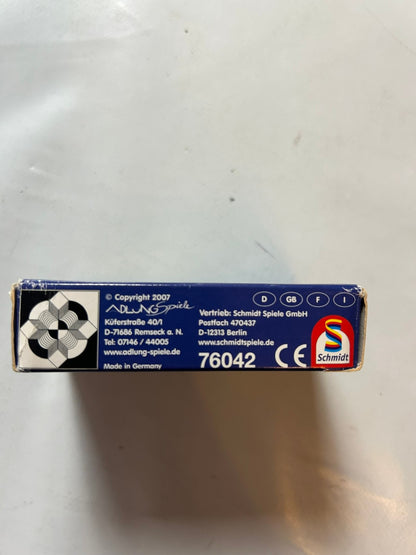 © Copyright 2007
ADLUNG Spiele
Küferstraße 40/1
D-71686 Remseck a. N.
Tel: 07146 / 44005
www.adlung-spiele.de
Made in Germany
D GB F I
Vertrieb: Schmidt Spiele GmbH
Postfach 470437
D-12313 Berlin
www.schmidtspiele.de
76042 CE
S
Schmidt